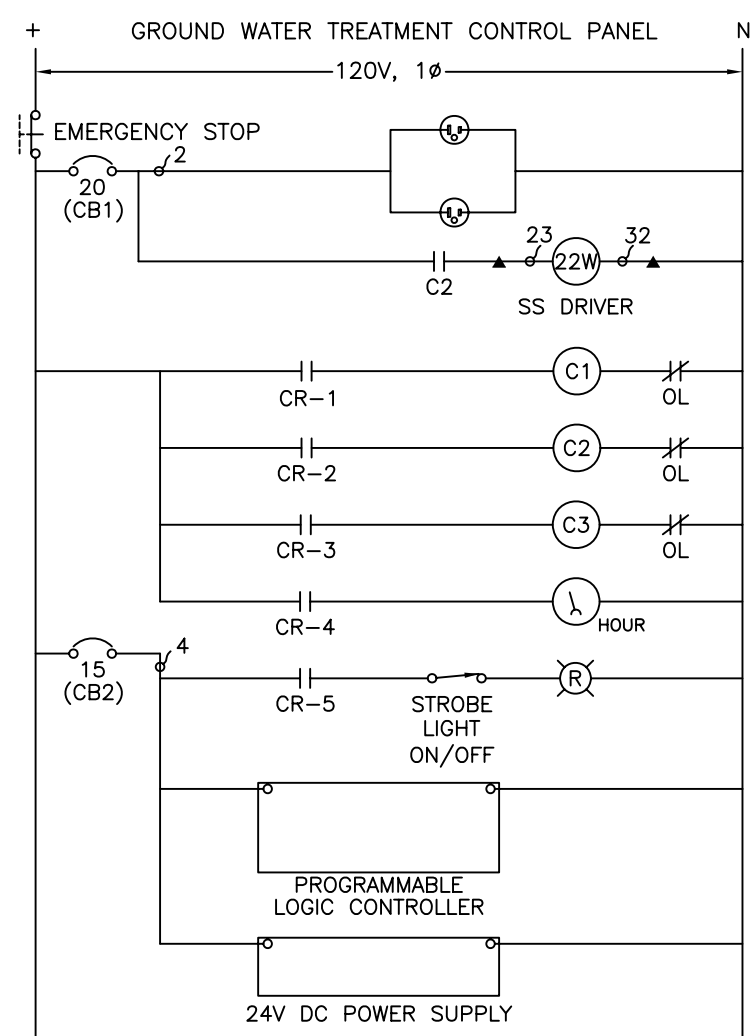 + GROUND WATER TREATMENT CONTROL PANEL N
120V, 1ø
EMERGENCY STOP
2
20
(CB1)
23
32
22W
C2
SS DRIVER
C1
CR-1
OL
C2
CR-2
OL
C3
CR-3
OL
CR-4
HOUR
4
15
(CB2)
R
CR-5
STROBE
LIGHT
ON/OFF
PROGRAMMABLE
LOGIC CONTROLLER
24V DC POWER SUPPLY